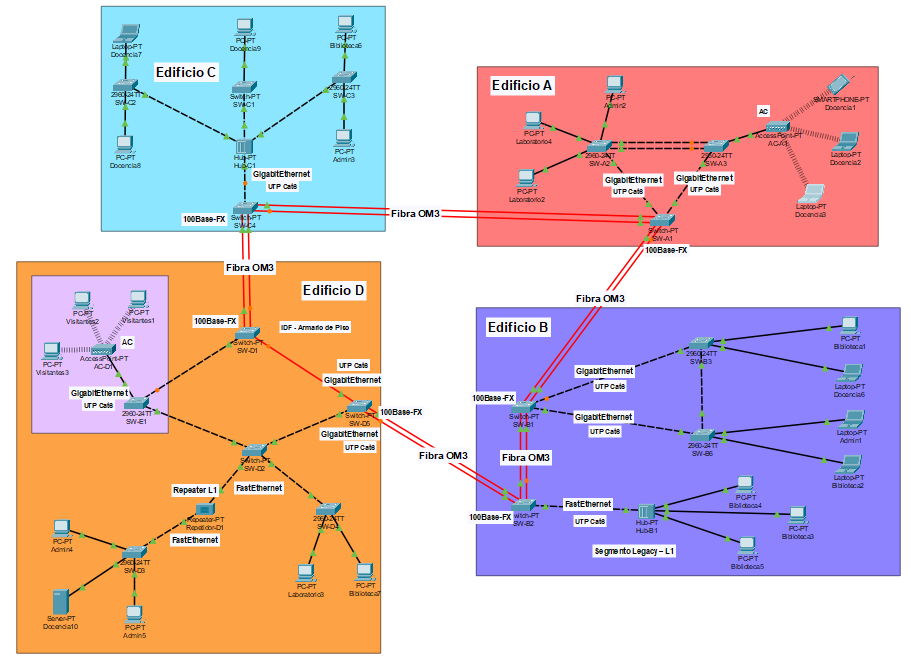 Edificio C
Laptop-PT
Docencia7
PC-PT
Docencia9
PC-PT
Biblioteca6
2960-24TT
SW-C2
Switch-PT
SW-C1
2960-24TT
SW-C3
PC-PT
Docencia8
Hub-PT
Hub-C1
PC-PT
Admin3
GigabitEthernet
UTP Cat6
100Base-FX
Switch-PT
SW-C4
Fibra OM3
Edificio A
PC-PT
Admin2
PC-PT
Laboratorio4
2960-24TT
SW-A2
PC-PT
Laboratorio2
2960-24TT
SW-A3
AC
AccessPoint-PT
AC-A1
SMARTPHONE-PT
Docencia1
Laptop-PT
Docencia2
Laptop-PT
Docencia3
GigabitEthernet
UTP Cat6
GigabitEthernet
UTP Cat6
Switch-PT
SW-A1
100Base-FX
Fibra OM3
Fibra OM3
Edificio D
PC-PT
Visitantes2
PC-PT
Visitantes1
AC
AccessPoint-PT
PC-PT
Visitantes3
GigabitEthernet
UTP Cat6
2960-24TT
SW-E1
100Base-FX
IDF - Armario de Piso
Switch-PT
SW-D1
UTP Cat6
GigabitEthernet
100Base-FX
Switch-PT
GigabitEthernet
UTP Cat6
Switch-PT
SW-D2
Repeater L1
FastEthernet
Repeater-PT
Repetidor-D1
FastEthernet
2960-24TT
PC-PT
Admin4
2960-24TT
SW-D3
Server-PT
Docencia10
PC-PT
Admin5
PC-PT
Laboratorio3
PC-PT
Biblioteca7
Fibra OM3
Edificio B
2960-24TT
SW-B3
PC-PT
Biblioteca1
Laptop-PT
Docencia6
GigabitEthernet
UTP Cat6
100Base-FX
Switch-PT
SW-B1
GigabitEthernet
UTP Cat6
2960-24TT
SW-B6
Laptop-PT
Admin1
Laptop-PT
Biblioteca2
Fibra OM3
100Base-FX
witch-PT
SW-B2
FastEthernet
UTP Cat6
Hub-PT
Hub-B1
PC-PT
Biblioteca4
PC-PT
Biblioteca3
PC-PT
Biblioteca5
Segmento Legacy – L1